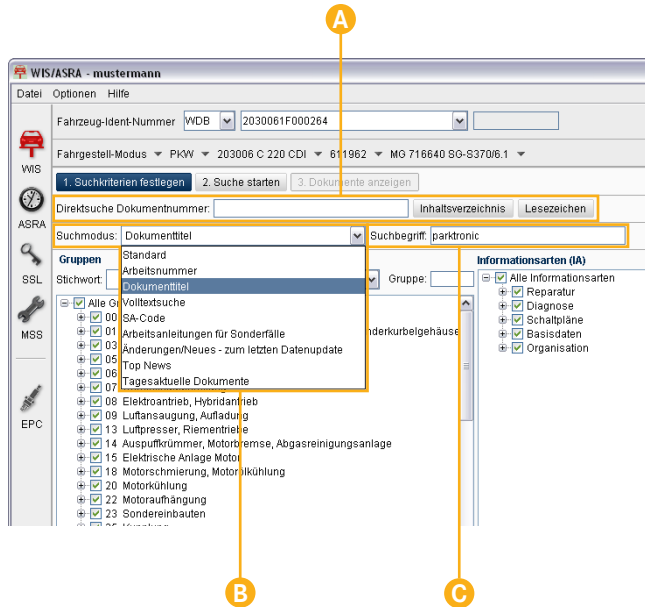 A
WIS/ASRA - mustermann
Datei Optionen Hilfe
Fahrzeug-Ident-Nummer WDB 2030061F000264
Fahrgestell-Modus PKW 203006 C 220 CDI 611962 MG 716640 SG-S370/6.1
1. Suchkriterien festlegen 2. Suche starten 3. Dokumente anzeigen
Direktsuche Dokumentnummer: Inhaltsverzeichnis Lesezeichen
Suchmodus: Dokumenttitel Suchbegriff: parktronic
WIS
ASRA
SSL
MSS
EPC
Gruppen
Stichwort: Gruppe:
Standard
Arbeitsnummer
Dokumenttitel
Volltextsuche
SA-Code
Arbeitsanleitungen für Sonderfälle
Änderungen/Neues - zum letzten Datenupdate
Top News
Tagesaktuelle Dokumente
Alle Gr
00
01 nderkurbelgehäuse
03
05
06
07
08 Elektroantrieb, Hybridantrieb
09 Luftansaugung, Aufladung
13 Luftpresser, Riementriebe
14 Auspuffkrümmer, Motorbremse, Abgasreinigungsanlage
15 Elektrische Anlage Motor
18 Motorschmierung, Motorölkühlung
20 Motorkühlung
22 Motoraufhängung
23 Sondereinbauten
Informationsarten (IA)
Alle Informationsarten
Reparatur
Diagnose
Schaltpläne
Basisdaten
Organisation
B
C